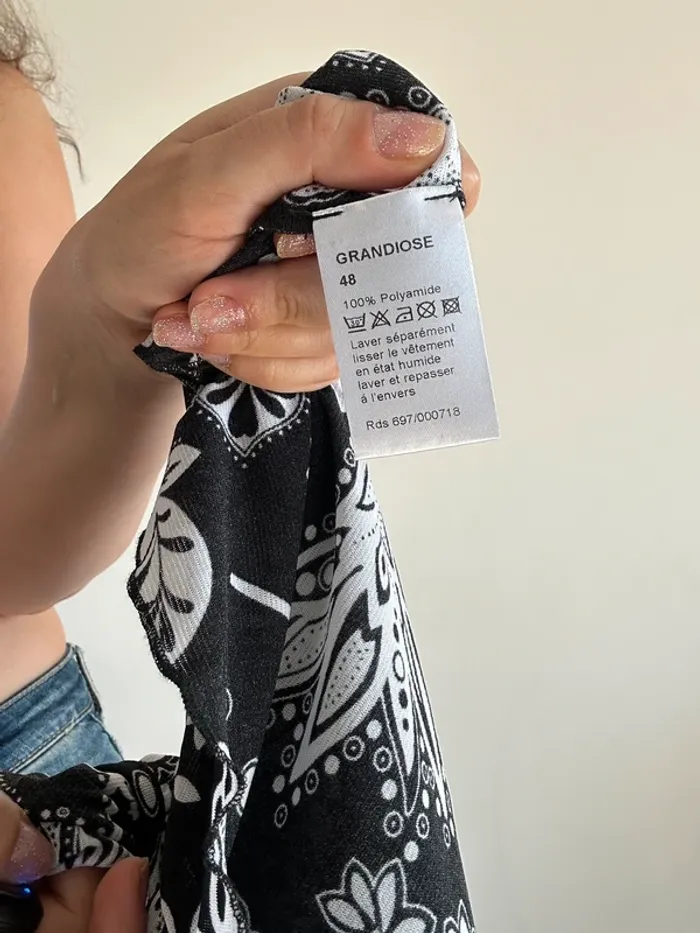 GRANDIOSE
48
100% Polyamide
30°
Laver séparément
lisser le vêtement
en état humide
laver et repasser
á l'envers
Rds 697/000718